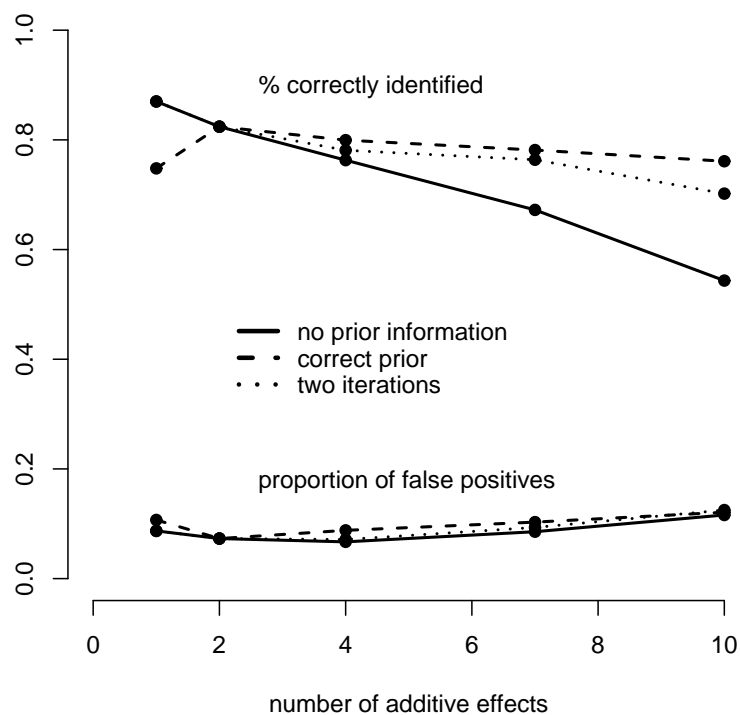 1.0
% correctly identified
0.8
0.6
no prior information
0.4
correct prior
two iterations
0.2
proportion of false positives
0.0
0 2 4 6 8 10
number of additive effects